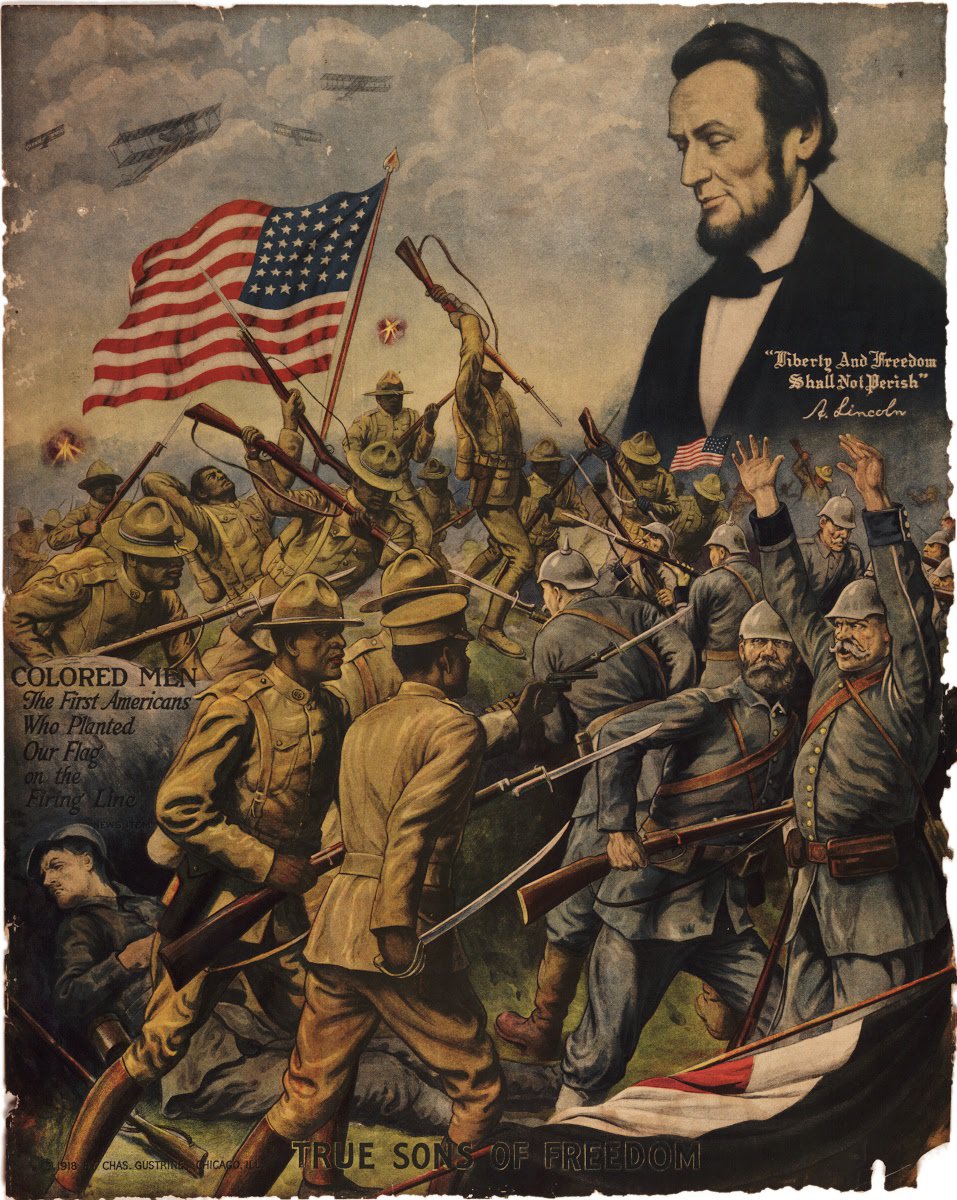 "Liberty And Freedom
Shall Not Perish"
A. Lincoln
COLORED MEN
The First Americans
Who Planted
Our Flag
on the
Firing Line
TRUE SONS OF FREEDOM
1918 BY CHAS. GUSTRINE, CHICAGO, ILL.